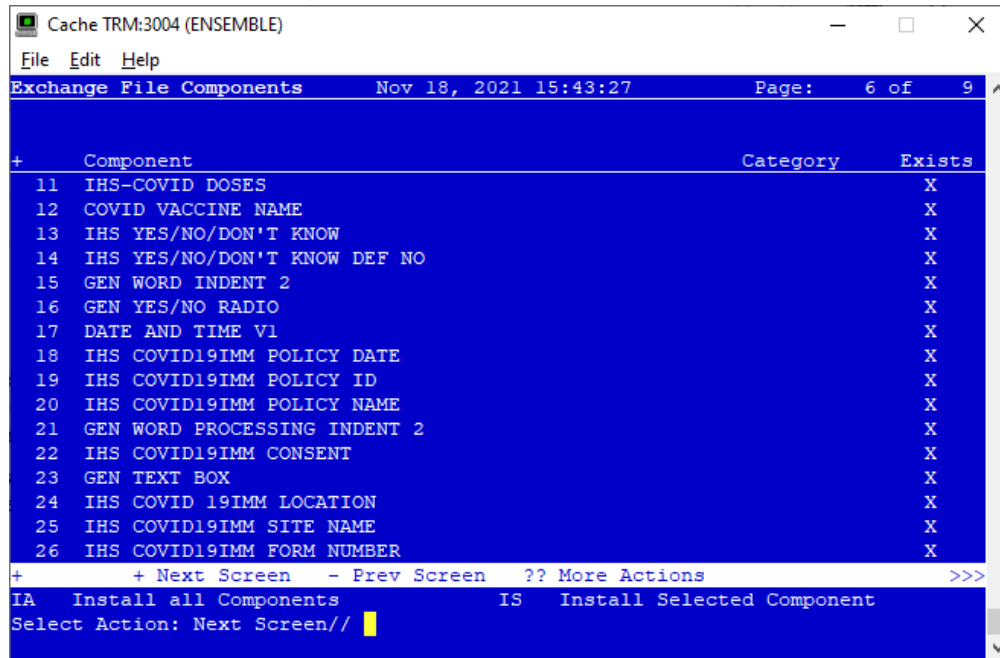 Cache TRM:3004 (ENSEMBLE)
File Edit Help
Exchange File Components Nov 18, 2021 15:43:27 Page: 6 of 9
+ Component Category Exists
11 IHS-COVID DOSES X
12 COVID VACCINE NAME X
13 IHS YES/NO/DON'T KNOW X
14 IHS YES/NO/DON'T KNOW DEF NO X
15 GEN WORD INDENT 2 X
16 GEN YES/NO RADIO X
17 DATE AND TIME V1 X
18 IHS COVID19IMM POLICY DATE X
19 IHS COVID19IMM POLICY ID X
20 IHS COVID19IMM POLICY NAME X
21 GEN WORD PROCESSING INDENT 2 X
22 IHS COVID19IMM CONSENT X
23 GEN TEXT BOX X
24 IHS COVID 19IMM LOCATION X
25 IHS COVID19IMM SITE NAME X
26 IHS COVID19IMM FORM NUMBER X
+ + Next Screen - Prev Screen ?? More Actions >>>
IA Install all Components IS Install Selected Component
Select Action: Next Screen//